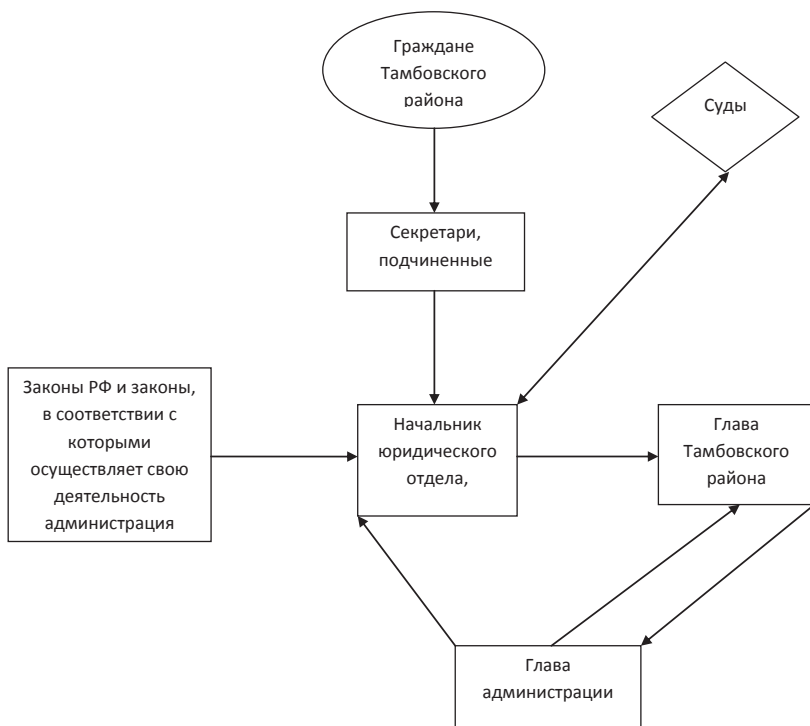 Граждане
Тамбовского
района
Суды
Секретари,
подчиненные
Законы РФ и законы,
в соответствии с
которыми
осуществляет свою
деятельность
администрация
Начальник
юридического
отдела,
Глава
Тамбовского
района
Глава
администрации